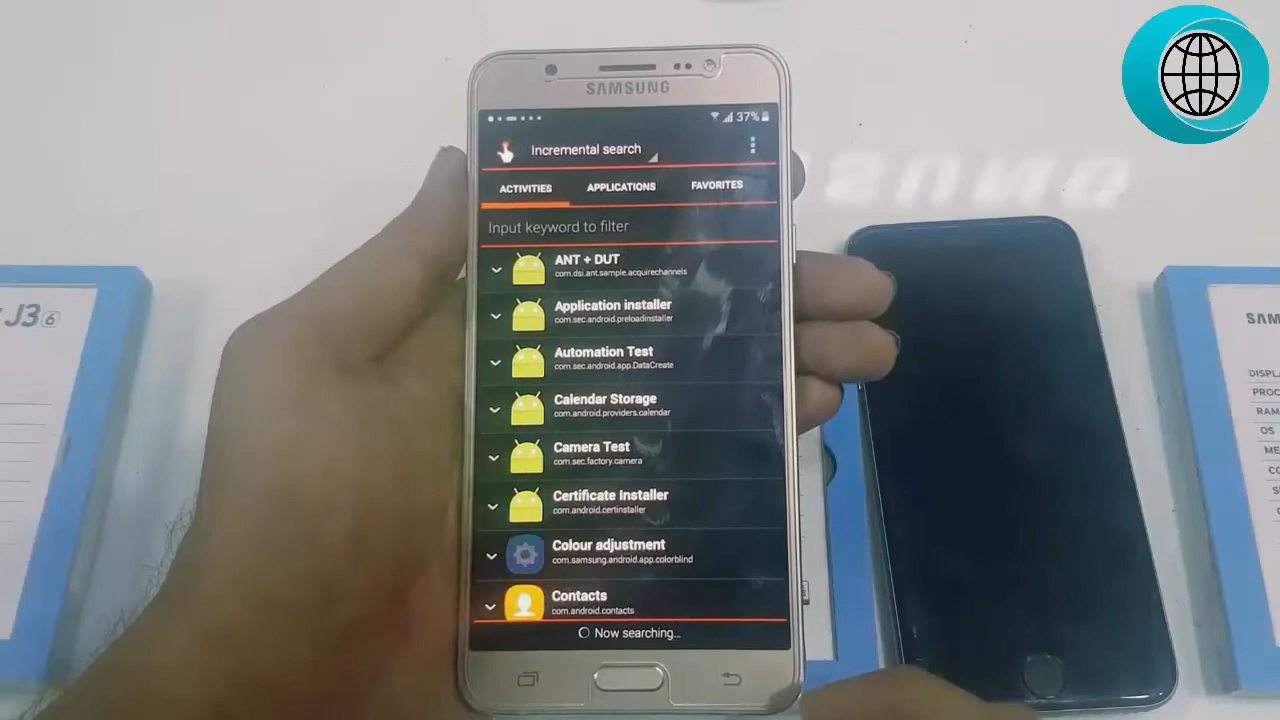 SAMSUNG
37%
Incremental search
ACTIVITIES
APPLICATIONS
FAVORITES
Input keyword to filter
ANT + DUT
com.dsi.ant.sample.acquirechannels
Application installer
com.sec.android.preloadinstaller
Automation Test
com.sec.android.app.DataCreate
Calendar Storage
com.android.providers.calendar
Camera Test
com.sec.factory.camera
Certificate Installer
com.android.certinstaller
Colour adjustment
com.samsung.android.app.colorblind
Contacts
com.android.contacts
Now searching...
J3 6
SAM
DISPL
PROC
RAM
OS